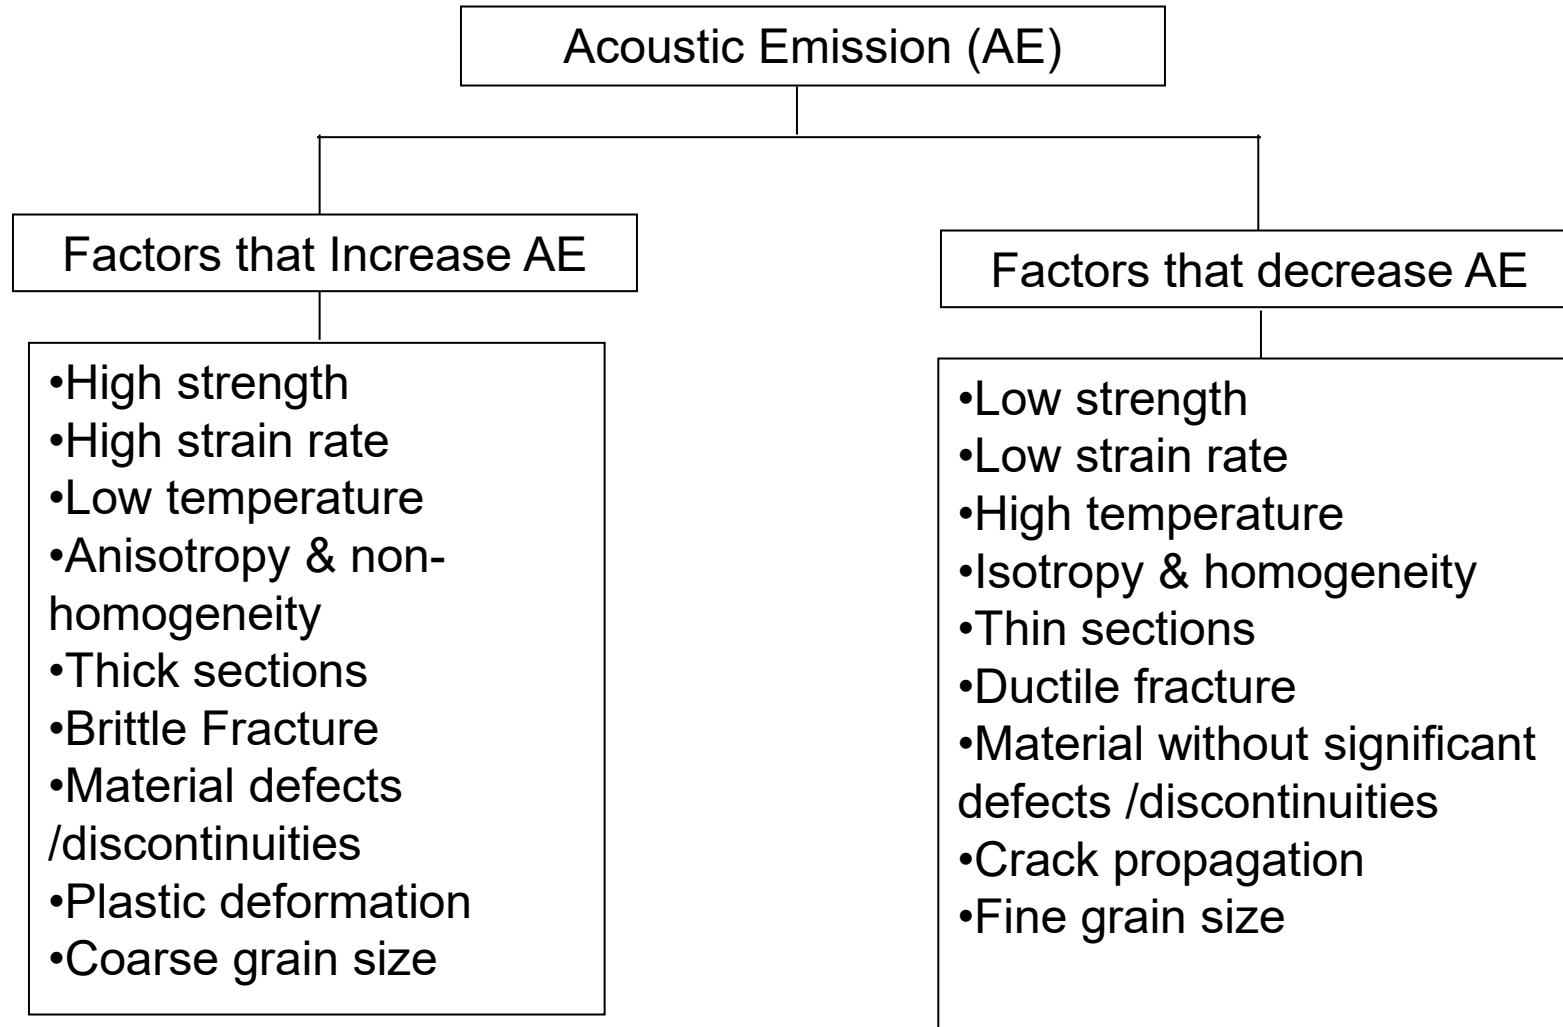 Acoustic Emission (AE)
Factors that Increase AE
•High strength
•High strain rate
•Low temperature
•Anisotropy & non-
homogeneity
•Thick sections
•Brittle Fracture
•Material defects
/discontinuities
•Plastic deformation
•Coarse grain size
Factors that decrease AE
•Low strength
•Low strain rate
•High temperature
•Isotropy & homogeneity
•Thin sections
•Ductile fracture
•Material without significant
defects /discontinuities
•Crack propagation
•Fine grain size